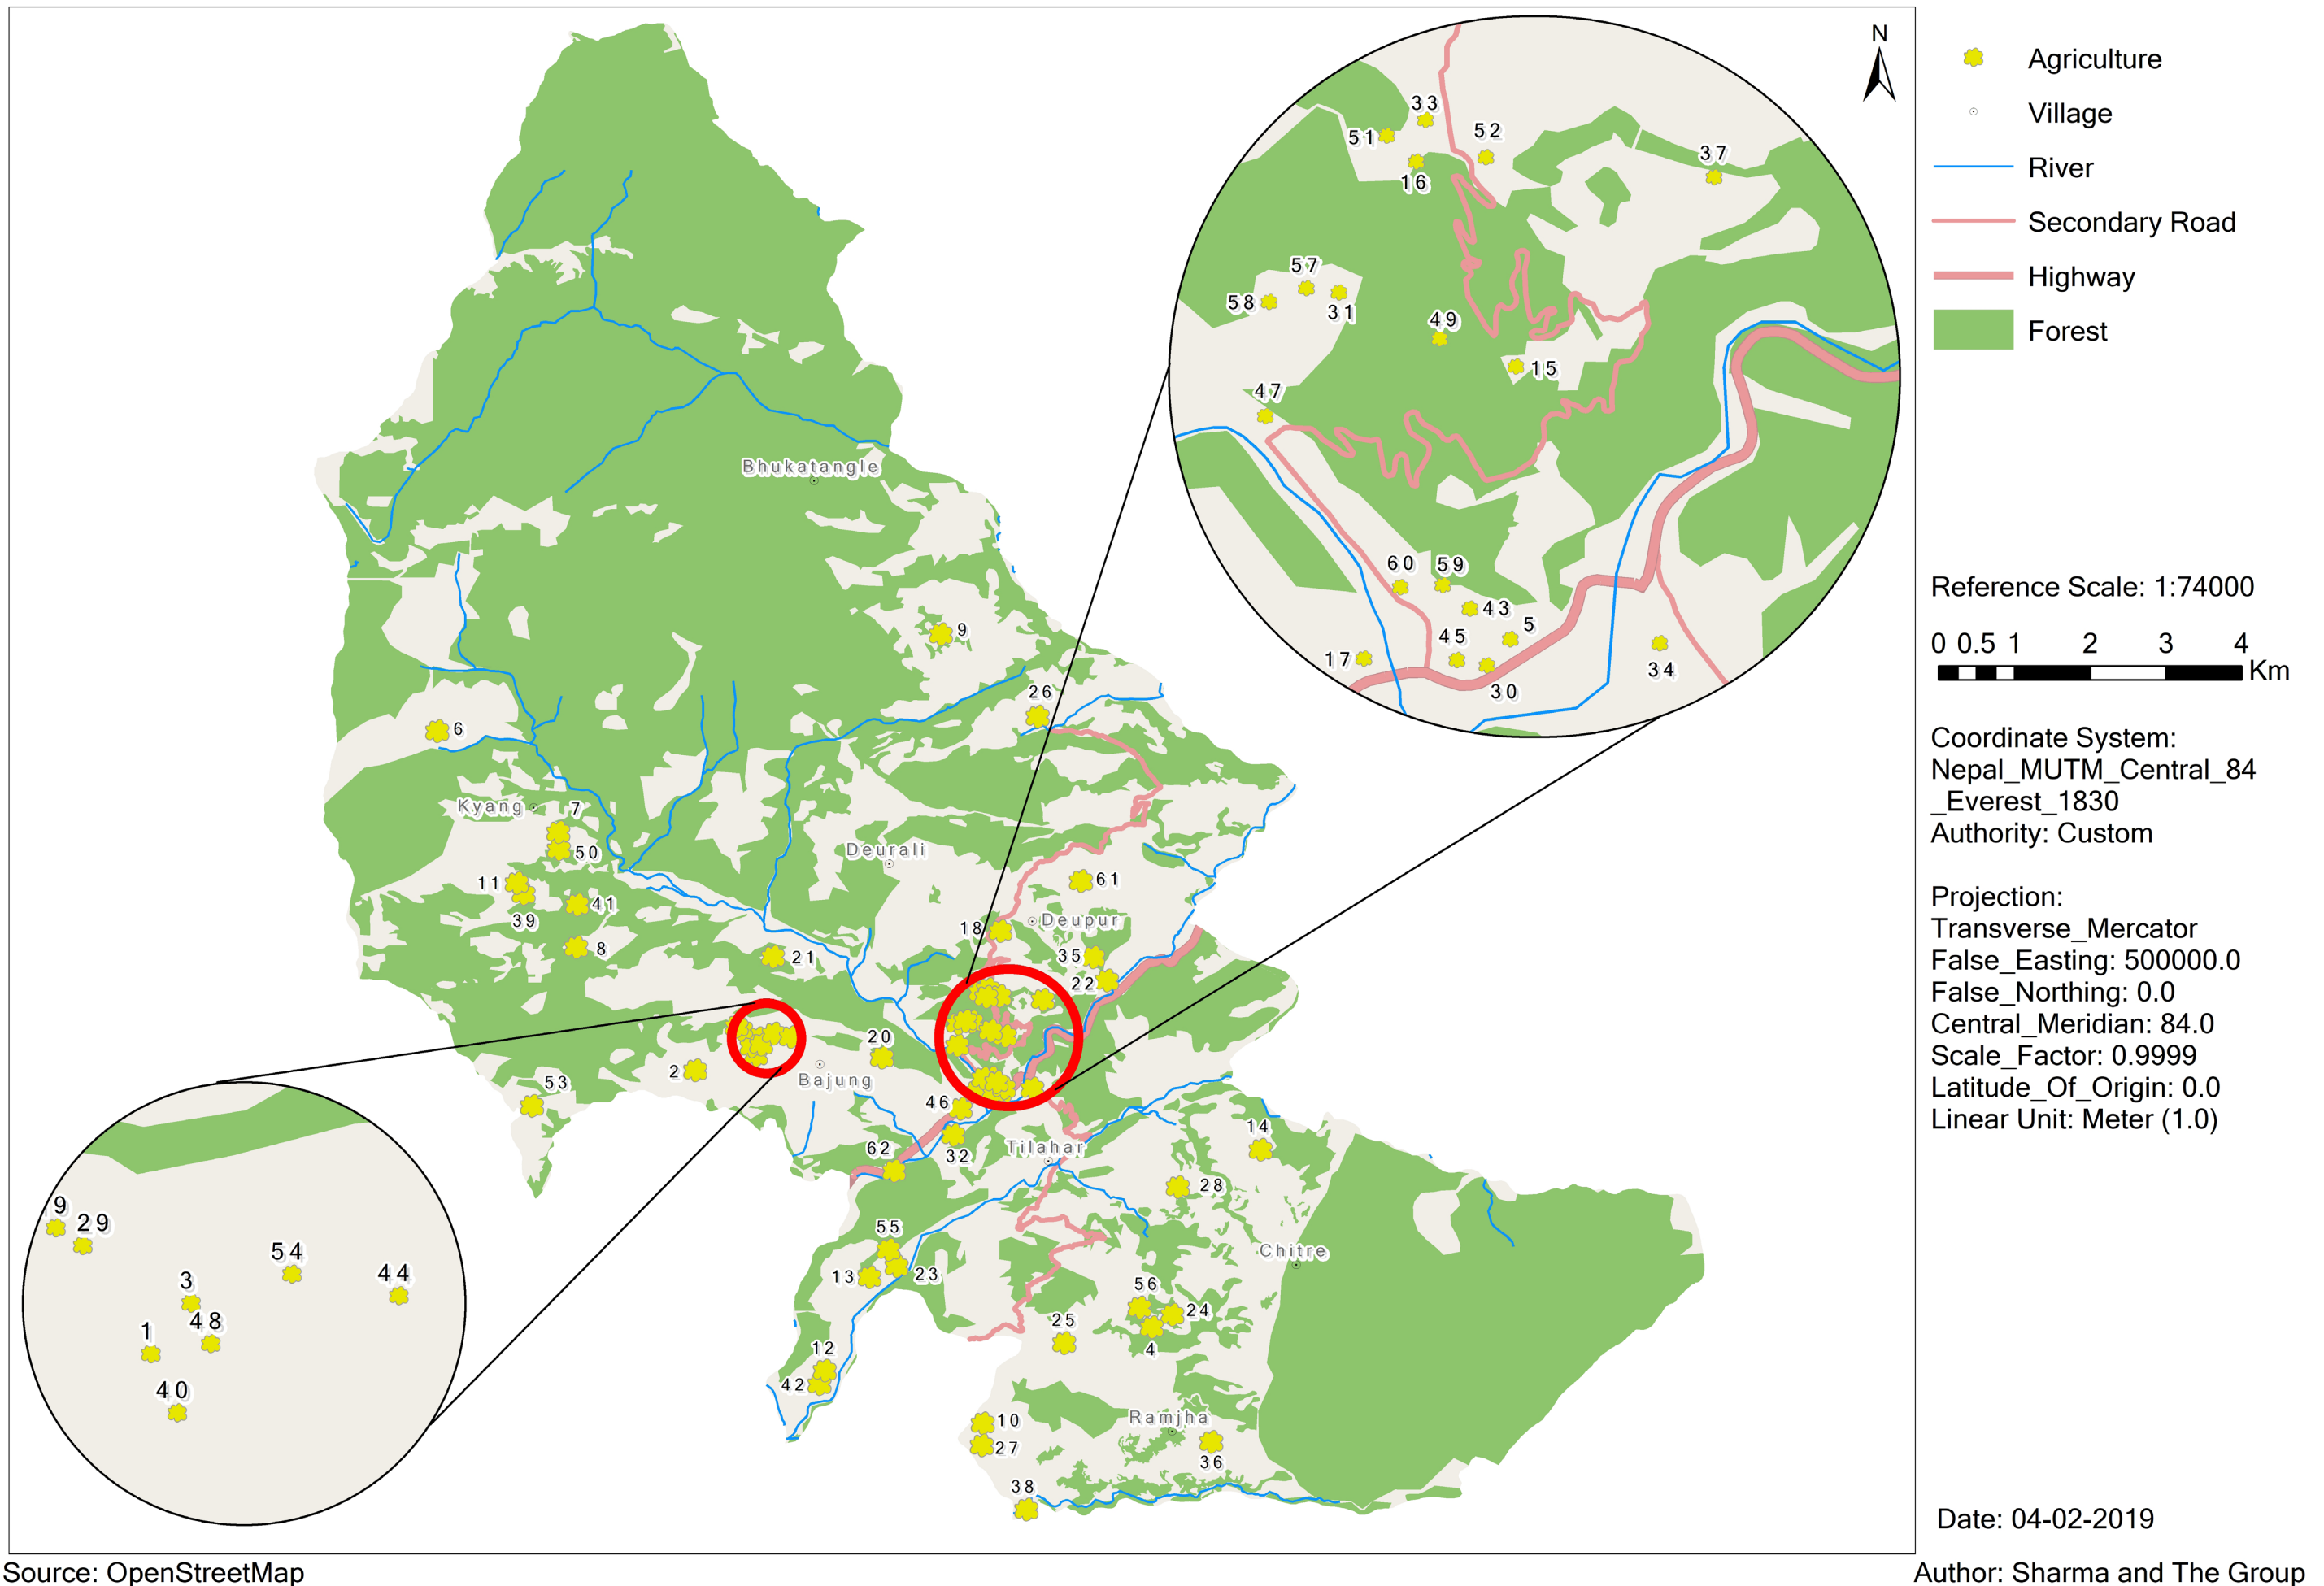 N
Agriculture
Village
River
Secondary Road
Highway
Forest
33
51
52
16
37
57
58
31
49
15
47
60
59
43
5
45
17
30
34
Bhukatangle
9
26
6
Kyang
7
50
Deurali
11
39
41
8
61
18
Deupur
35
21
22
20
2
Bajung
53
46
14
62
32
Tilahar
28
55
13
23
Chitre
56
24
25
4
12
42
10
27
Ramjha
36
38
9
29
54
3
44
48
1
40
Reference Scale: 1:74000
0 0.5 1 2 3 4
Km
Coordinate System:
Nepal_MUTM_Central_84
_Everest_1830
Authority: Custom
Projection:
Transverse_Mercator
False_Easting: 500000.0
False_Northing: 0.0
Central_Meridian: 84.0
Scale_Factor: 0.9999
Latitude_Of_Origin: 0.0
Linear Unit: Meter (1.0)
Date: 04-02-2019
Source: OpenStreetMap
Author: Sharma and The Group